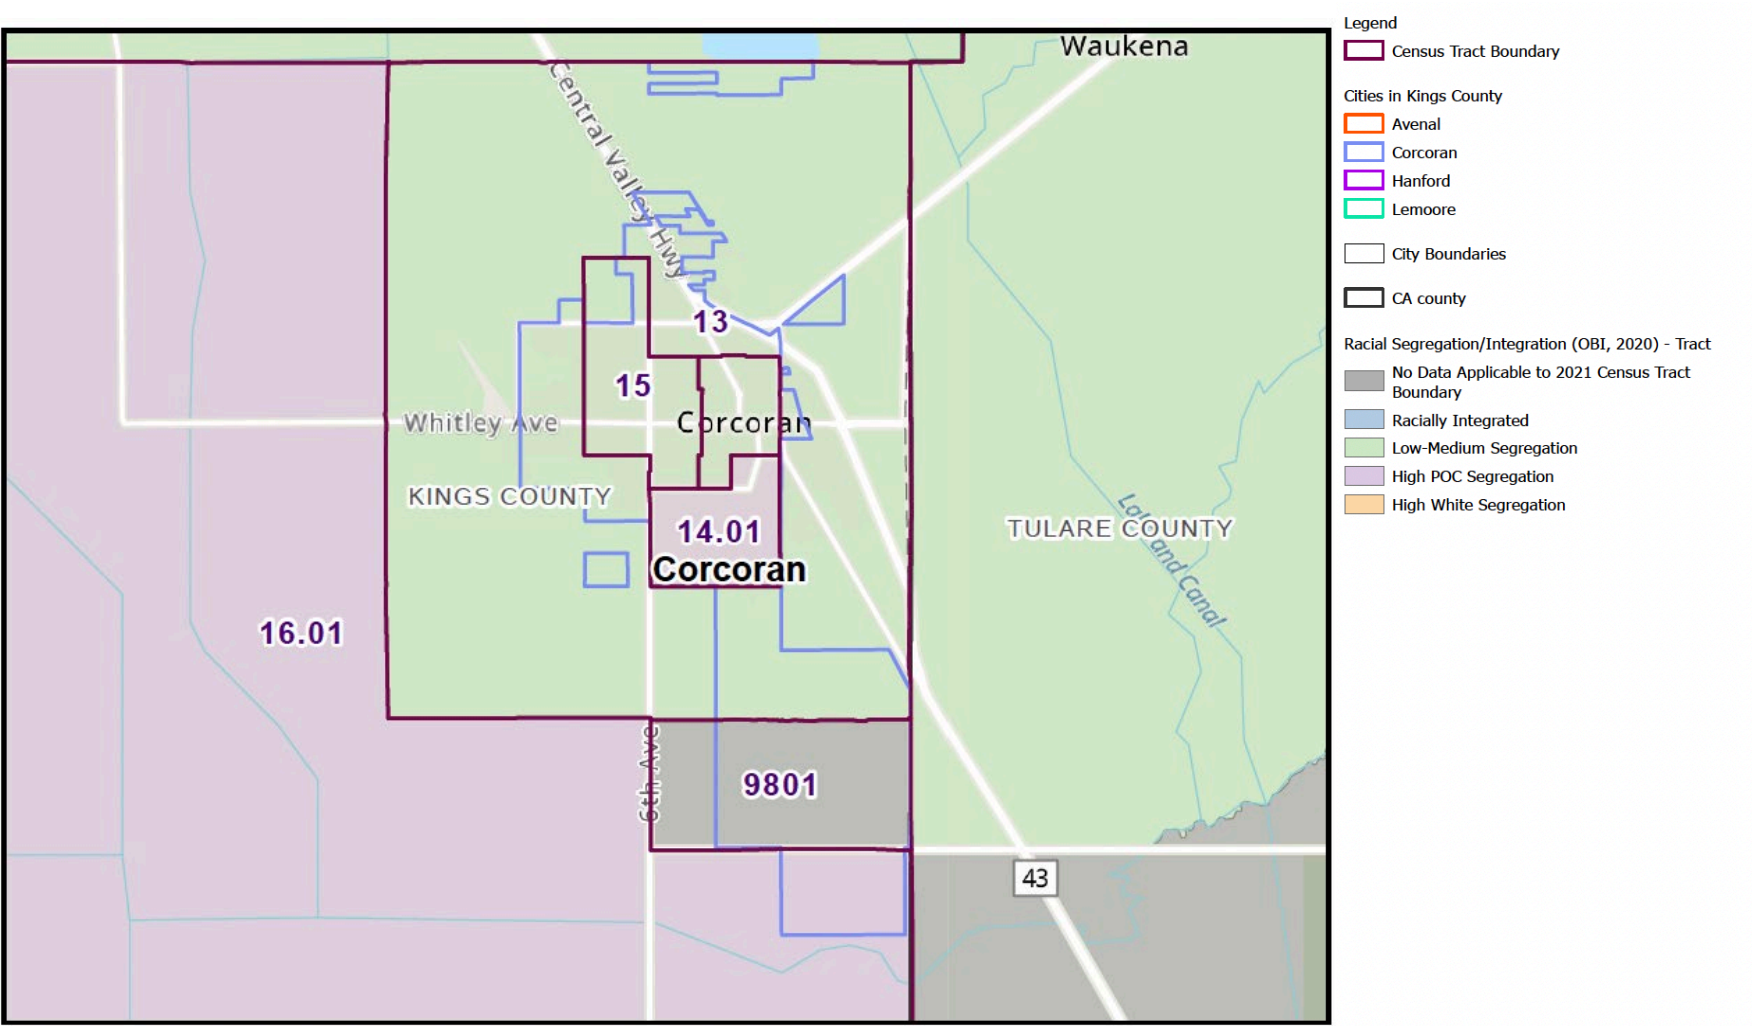 Waukena
Central Valley Hwy
13
15
Corcoran
Whitley Ave
KINGS COUNTY
14.01
Corcoran
TULARE COUNTY
Lakeland Canal
16.01
6th Ave
9801
43
Legend
Census Tract Boundary
Cities in Kings County
Avenal
Corcoran
Hanford
Lemoore
City Boundaries
CA county
Racial Segregation/Integration (OBI, 2020) - Tract
No Data Applicable to 2021 Census Tract
Boundary
Racially Integrated
Low-Medium Segregation
High POC Segregation
High White Segregation